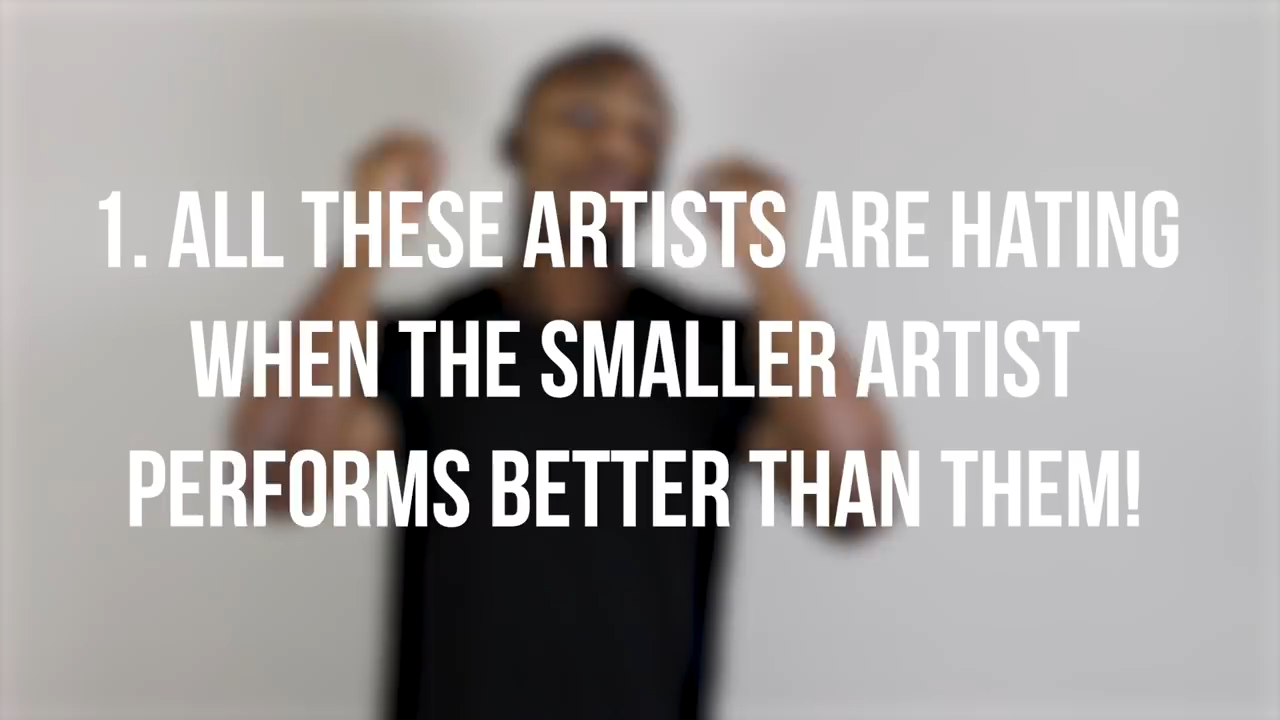 1. ALL THESE ARTISTS ARE HATING
WHEN THE SMALLER ARTIST
PERFORMS BETTER THAN THEM!